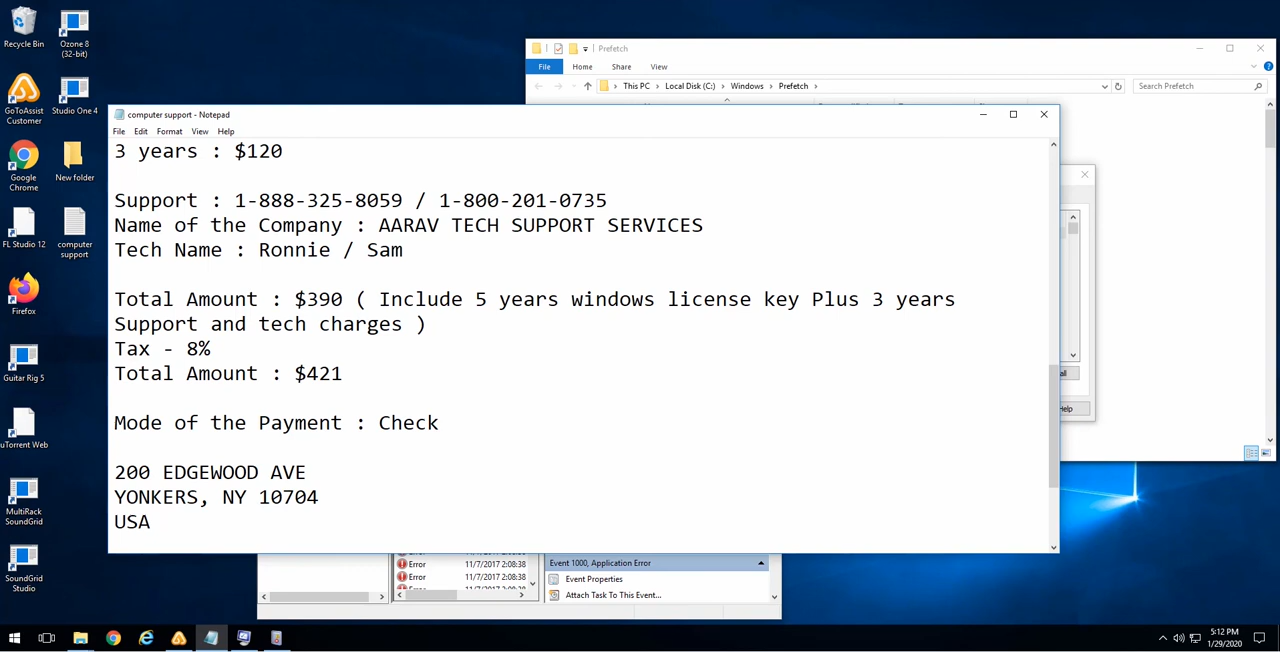 Recycle Bin
Ozone 8
(32-bit)
GoToAssist
Customer
Studio One 4
Google
Chrome
New folder
FL Studio 12
computer
support
Firefox
Guitar Rig 5
uTorrent Web
MultiRack
SoundGrid
SoundGrid
Studio
Prefetch
File Home Share View
This PC Local Disk (C:) Windows Prefetch
Search Prefetch
computer support - Notepad
File Edit Format View Help
3 years : $120
Support : 1-888-325-8059 / 1-800-201-0735
Name of the Company : AARAV TECH SUPPORT SERVICES
Tech Name : Ronnie / Sam
Total Amount : $390 ( Include 5 years windows license key Plus 3 years
Support and tech charges )
Tax - 8%
Total Amount : $421
Mode of the Payment : Check
200 EDGEWOOD AVE
YONKERS, NY 10704
USA
Help
Error 11/7/2017 2:08:38
Error 11/7/2017 2:08:38
Event 1000, Application Error
Event Properties
Attach Task To This Event...
5:12 PM
1/29/2020